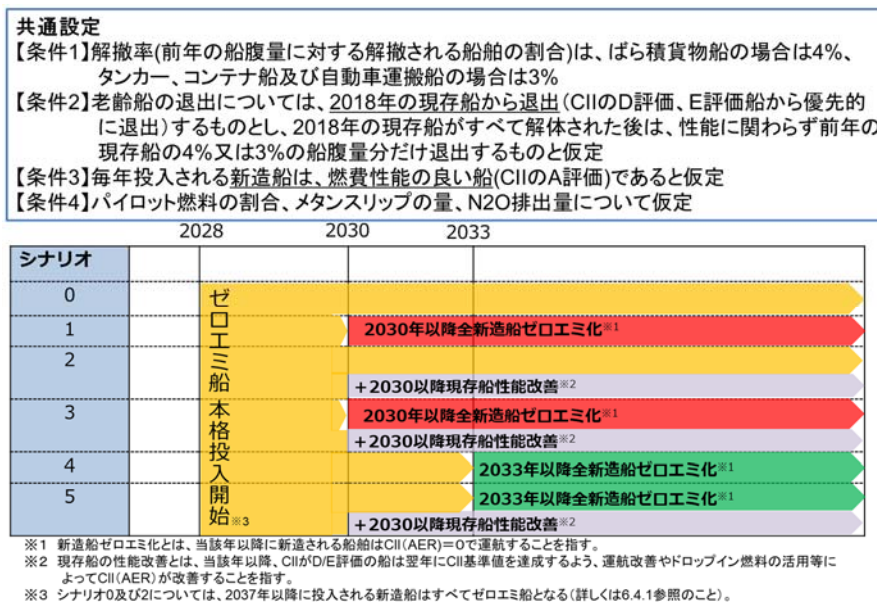 共通設定
【条件1】解撤率(前年の船腹量に対する解撤される船舶の割合)は、ばら積貨物船の場合は4%、
タンカー、コンテナ船及び自動車運搬船の場合は3%
【条件2】老齢船の退出については、2018年の現存船から退出(CIIのD評価、E評価船から優先的
に退出)するものとし、2018年の現存船がすべて解体された後は、性能に関わらず前年の
現存船の4%又は3%の船腹量分だけ退出するものと仮定
【条件3】毎年投入される新造船は、燃費性能の良い船(CIIのA評価)であると仮定
【条件4】パイロット燃料の割合、メタンスリップの量、N2O排出量について仮定
2028 2030 2033
シナリオ
0
1
2
3
4
5
ゼロエミ船本格投入開始※3
2030年以降全新造船ゼロエミ化※1
+2030以降現存船性能改善※2
2030年以降全新造船ゼロエミ化※1
+2030以降現存船性能改善※2
2033年以降全新造船ゼロエミ化※1
2033年以降全新造船ゼロエミ化※1
+2030以降現存船性能改善※2
※1 新造船ゼロエミ化とは、当該年以降に新造される船舶はCII(AER)=0で運航することを指す。
※2 現存船の性能改善とは、当該年以降、CIIがD/E評価の船は翌年にCII基準値を達成するよう、運航改善やドロップイン燃料の活用等に
よってCII(AER)が改善することを指す。
※3 シナリオ0及び2については、2037年以降に投入される新造船はすべてゼロエミ船となる(詳しくは6.4.1参照のこと)。